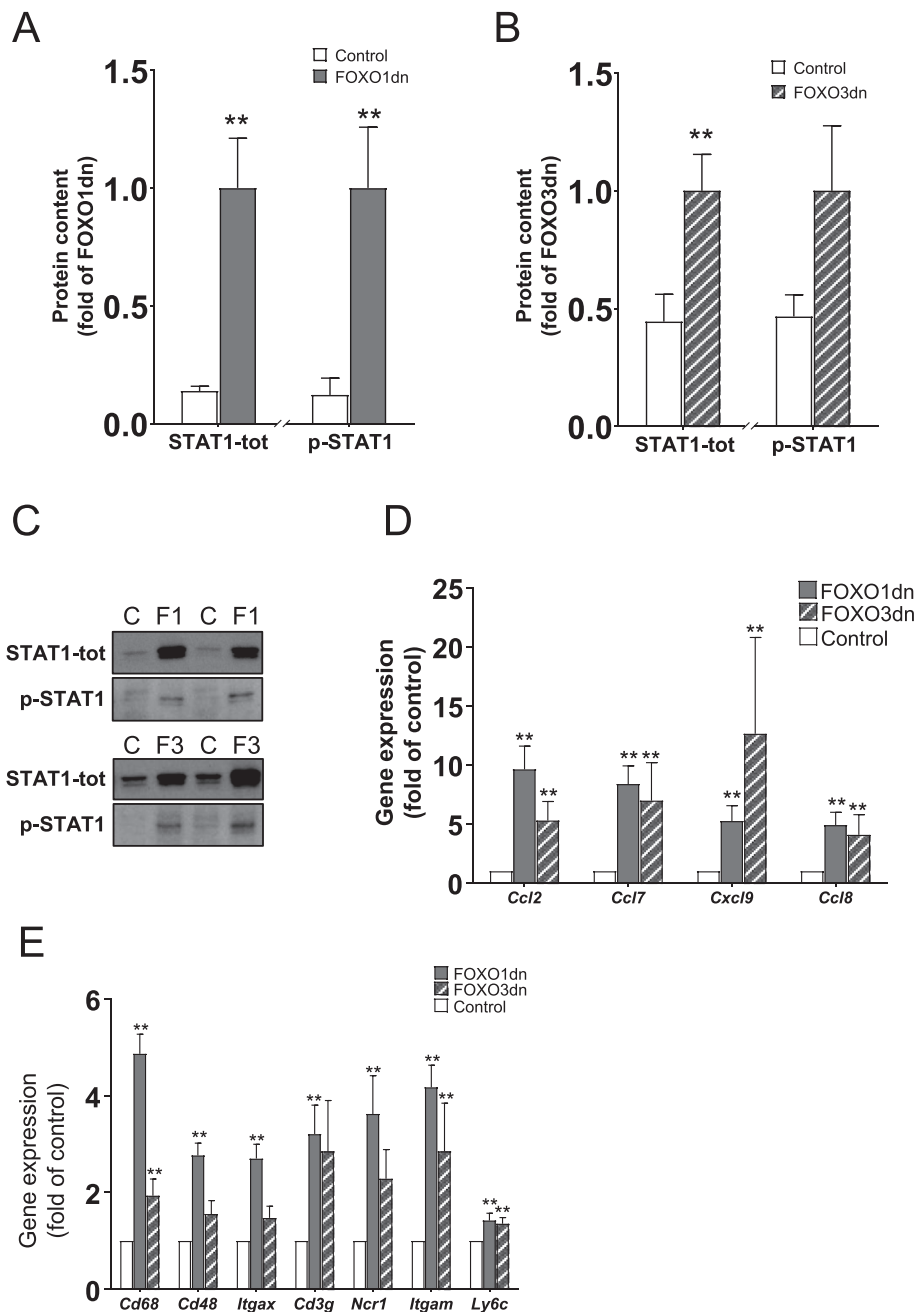 A
Control
FOXO1dn
1.5
1.0
0.5
0.0
Protein content
(fold of FOXO1dn)
** **
STAT1-tot p-STAT1
B
Control
FOXO3dn
1.5
1.0
0.5
0.0
Protein content
(fold of FOXO3dn)
**
STAT1-tot p-STAT1
C
C F1 C F1
STAT1-tot
p-STAT1
C F3 C F3
STAT1-tot
p-STAT1
D
FOXO1dn
FOXO3dn
Control
25
20
15
10
5
0
Gene expression
(fold of control)
** ** ** ** ** ** ** **
Ccl2 Ccl7 Cxcl9 Ccl8
E
FOXO1dn
FOXO3dn
Control
6
4
2
0
Gene expression
(fold of control)
** ** ** ** ** ** ** ** ** **
Cd68 Cd48 Itgax Cd3g Ncr1 Itgam Ly6c